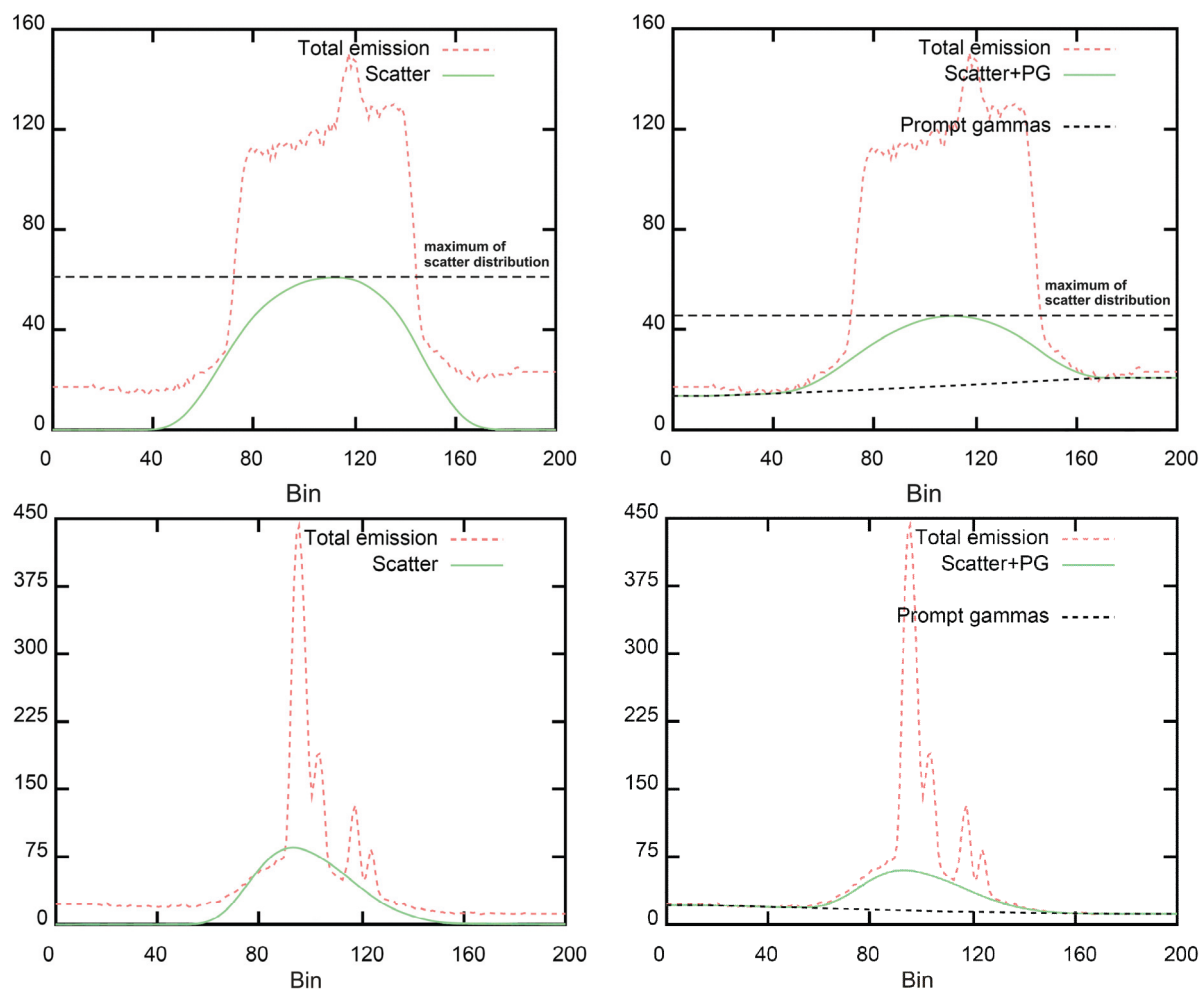 160
Total emission
Scatter
120
80
maximum of
scatter distribution
40
0
0 40 80 120 160 200
Bin
160
Total emission
Scatter+PG
120
Prompt gammas
80
maximum of
scatter distribution
40
0
0 40 80 120 160 200
Bin
450
Total emission
Scatter
375
300
225
150
75
0
0 40 80 120 160 200
Bin
450
Total emission
Scatter+PG
375
Prompt gammas
300
225
150
75
0
0 40 80 120 160 200
Bin